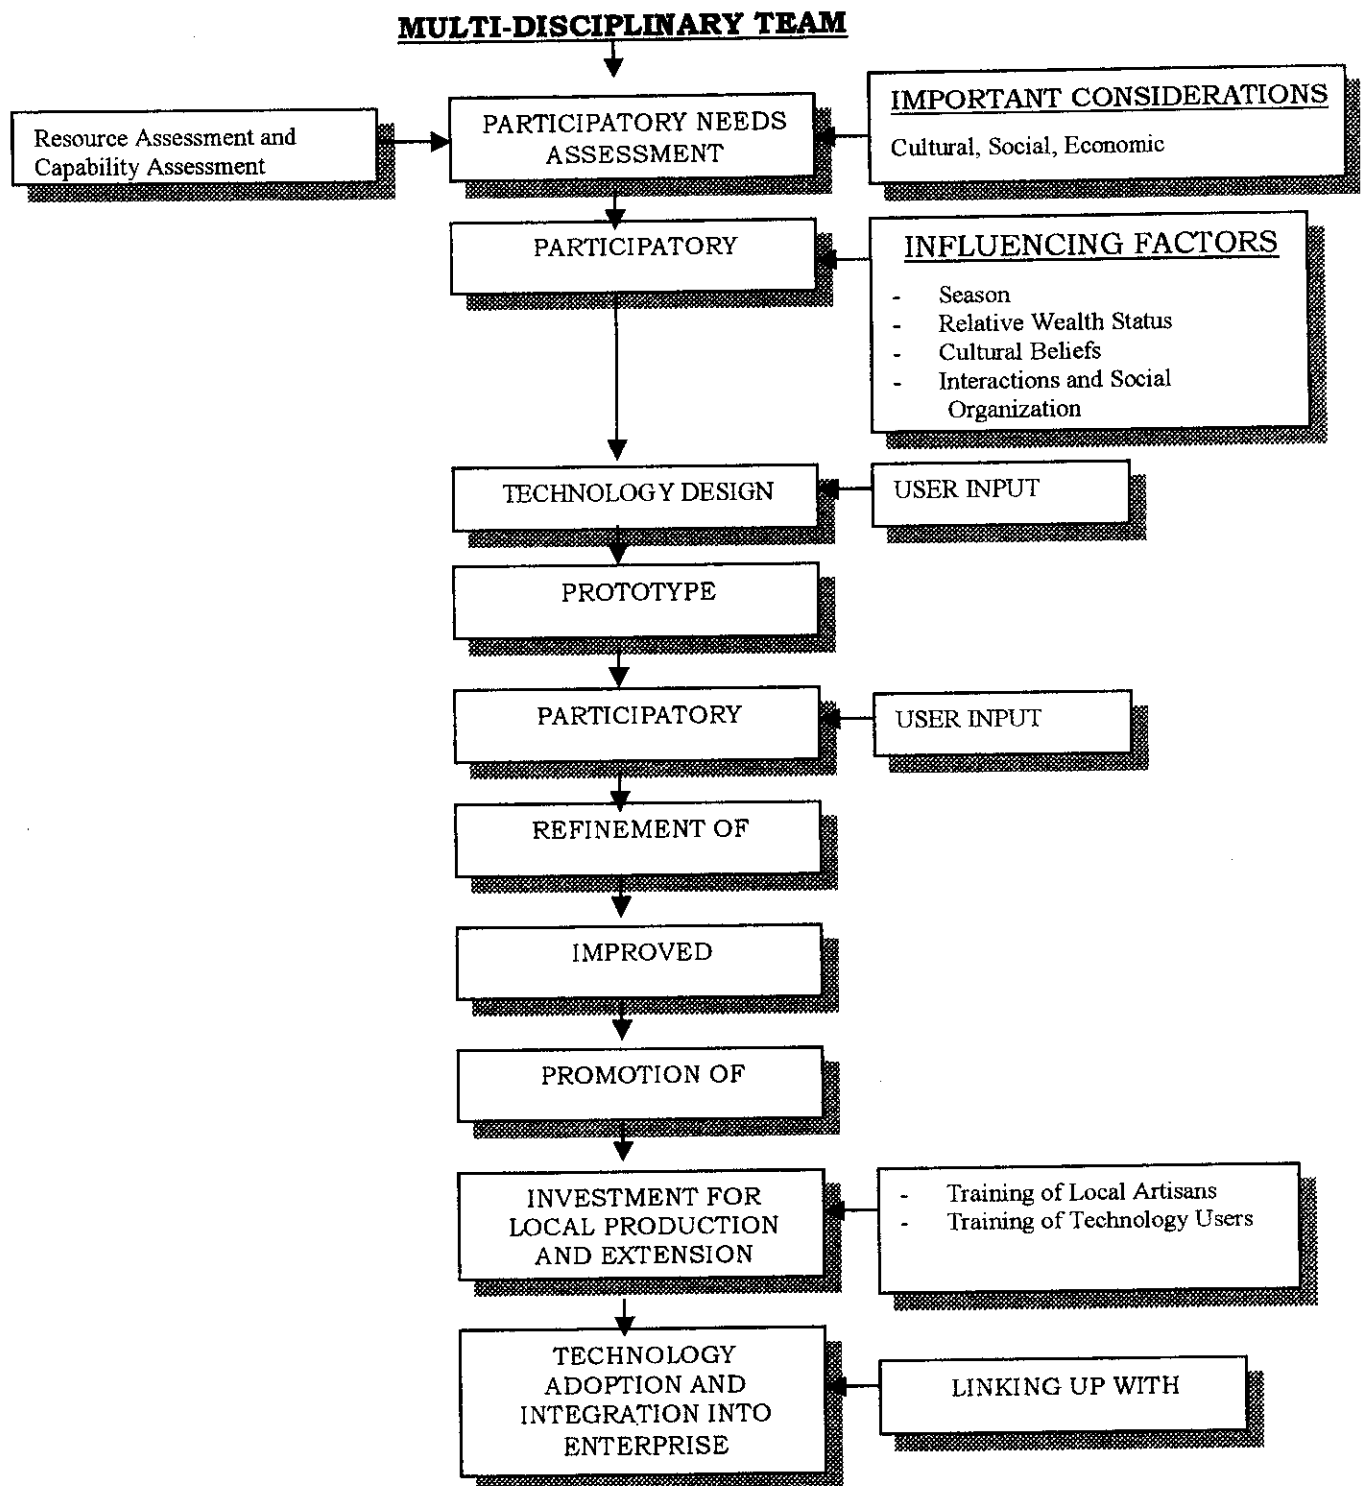 MULTI-DISCIPLINARY TEAM
Resource Assessment and
Capability Assessment
PARTICIPATORY NEEDS
ASSESSMENT
IMPORTANT CONSIDERATIONS
Cultural, Social, Economic
PARTICIPATORY
INFLUENCING FACTORS
- Season
- Relative Wealth Status
- Cultural Beliefs
- Interactions and Social
Organization
TECHNOLOGY DESIGN
USER INPUT
PROTOTYPE
PARTICIPATORY
USER INPUT
REFINEMENT OF
IMPROVED
PROMOTION OF
INVESTMENT FOR
LOCAL PRODUCTION
AND EXTENSION
- Training of Local Artisans
- Training of Technology Users
TECHNOLOGY
ADOPTION AND
INTEGRATION INTO
ENTERPRISE
LINKING UP WITH